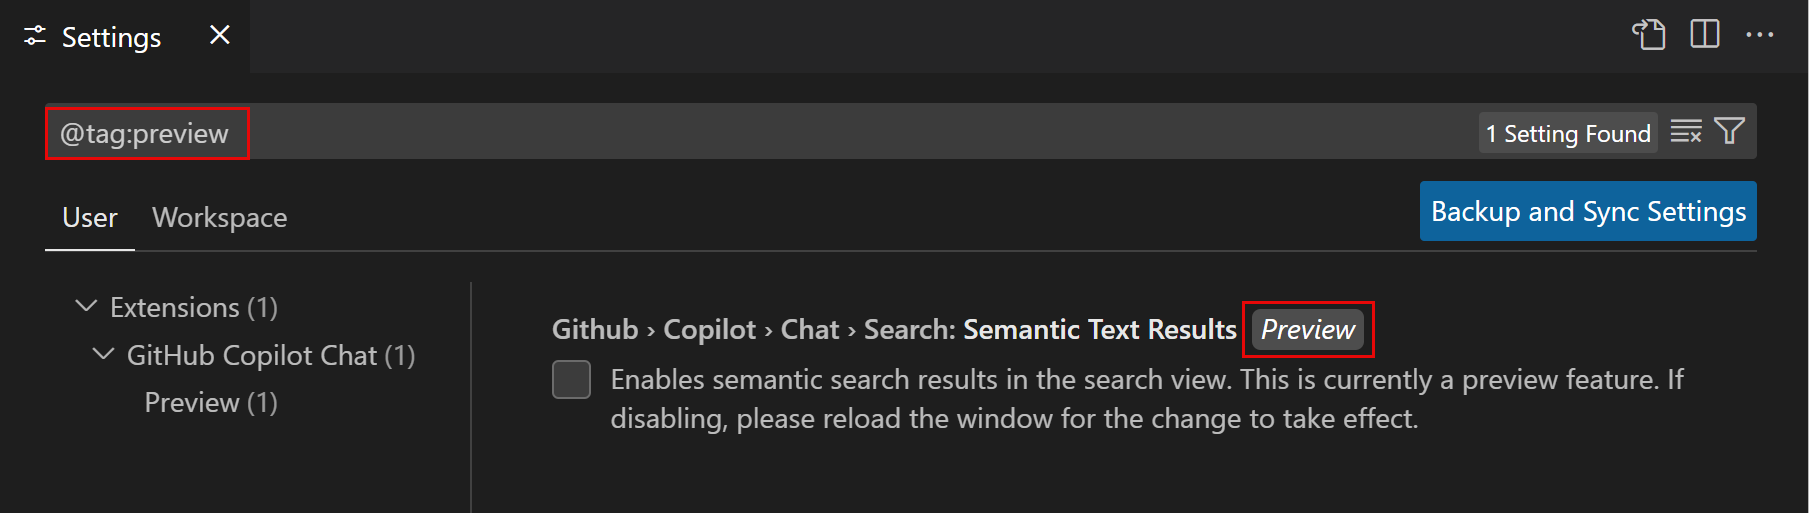 Settings
@tag:preview
1 Setting Found
User
Workspace
Backup and Sync Settings
Extensions (1)
GitHub Copilot Chat (1)
Preview (1)
Github › Copilot › Chat › Search: Semantic Text Results Preview
Enables semantic search results in the search view. This is currently a preview feature. If
disabling, please reload the window for the change to take effect.